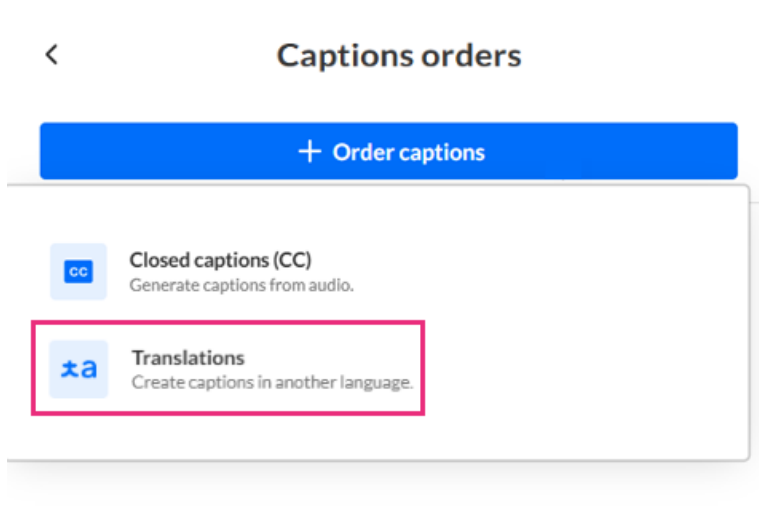 Captions orders
+ Order captions
CC
Closed captions (CC)
Generate captions from audio.
Translations
Create captions in another language.